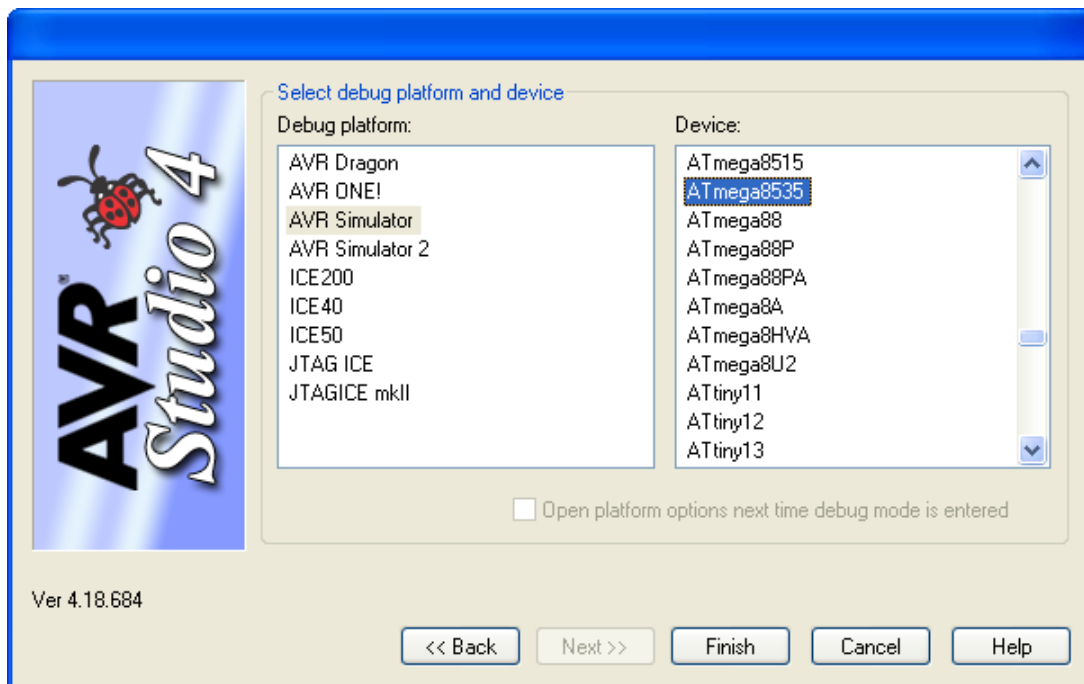 AVR® Studio 4
Select debug platform and device
Debug platform:
AVR Dragon
AVR ONE!
AVR Simulator
AVR Simulator 2
ICE200
ICE40
ICE50
JTAG ICE
JTAGICE mkII
Device:
ATmega8515
ATmega8535
ATmega88
ATmega88P
ATmega88PA
ATmega8A
ATmega8HVA
ATmega8U2
ATtiny11
ATtiny12
ATtiny13
Open platform options next time debug mode is entered
Ver 4.18.684
<< Back
Next >>
Finish
Cancel
Help